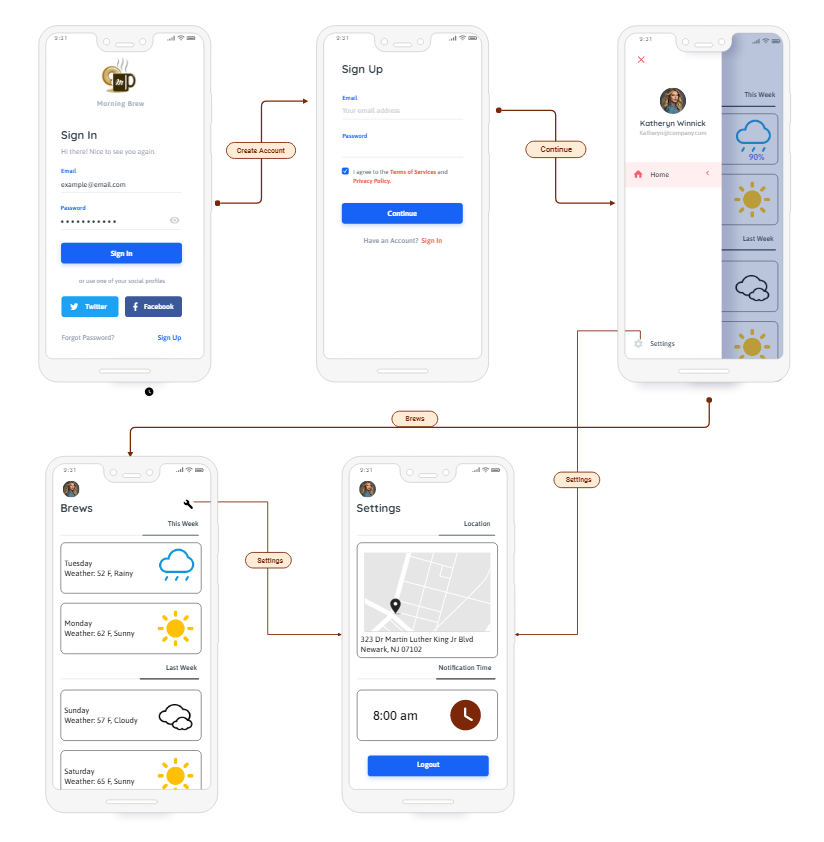 9:31
Morning Brew
Sign In
Hi there! Nice to see you again.
Email
example@email.com
Password
Sign In
or use one of your social profiles
Twitter
Facebook
Forgot Password?
Sign Up
Create Account
9:31
Sign Up
Email
Your email address
Password
I agree to the Terms of Services and
Privacy Policy.
Continue
Have an Account? Sign In
Continue
9:31
Katheryn Winnick
Katheryn@company.com
Home
Settings
This Week
90%
Last Week
Brews
Settings
9:31
Brews
This Week
Tuesday
Weather: 52 F, Rainy
Monday
Weather: 62 F, Sunny
Last Week
Sunday
Weather: 57 F, Cloudy
Saturday
Weather: 65 F, Sunny
Settings
9:31
Settings
Location
323 Dr Martin Luther King Jr Blvd
Newark, NJ 07102
Notification Time
8:00 am
Logout